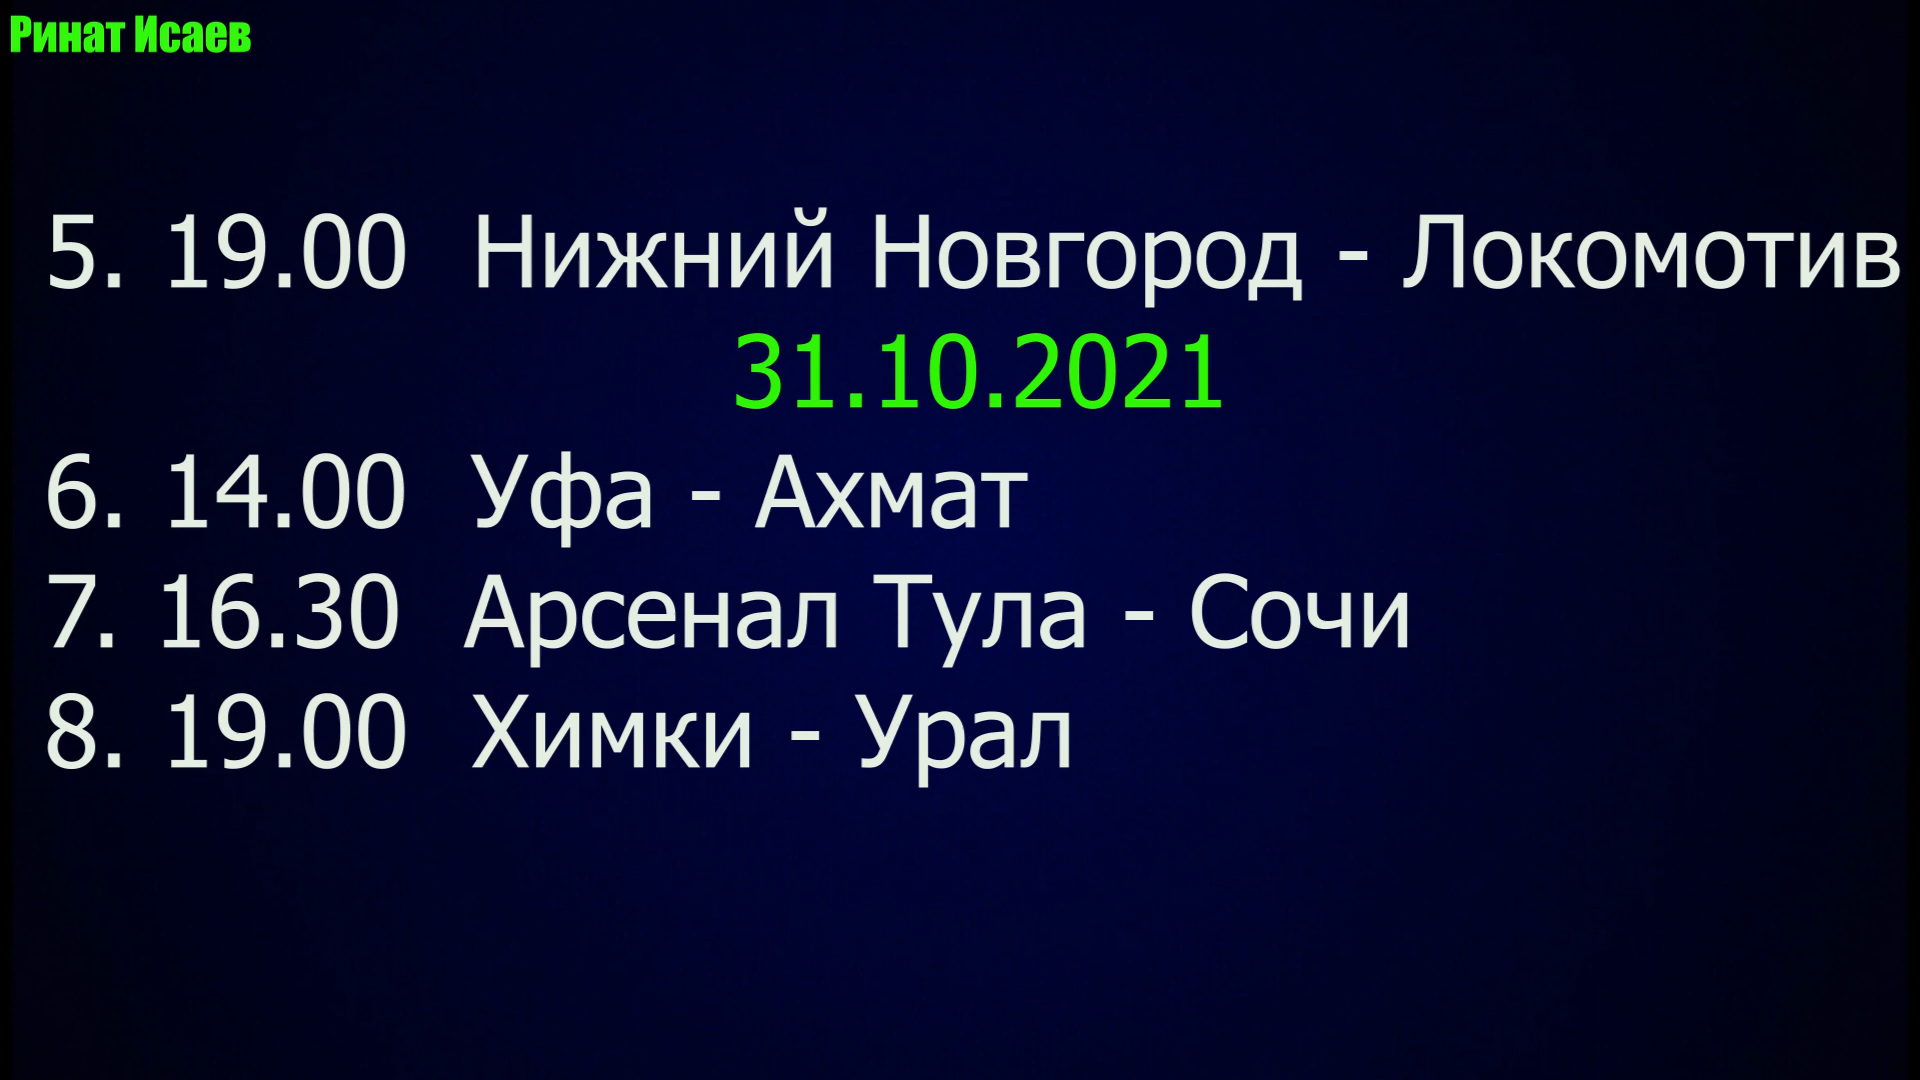 Ринат Исаев
5. 19.00 Нижний Новгород - Локомотив
31.10.2021
6. 14.00 Уфа - Ахмат
7. 16.30 Арсенал Тула - Сочи
8. 19.00 Химки - Урал